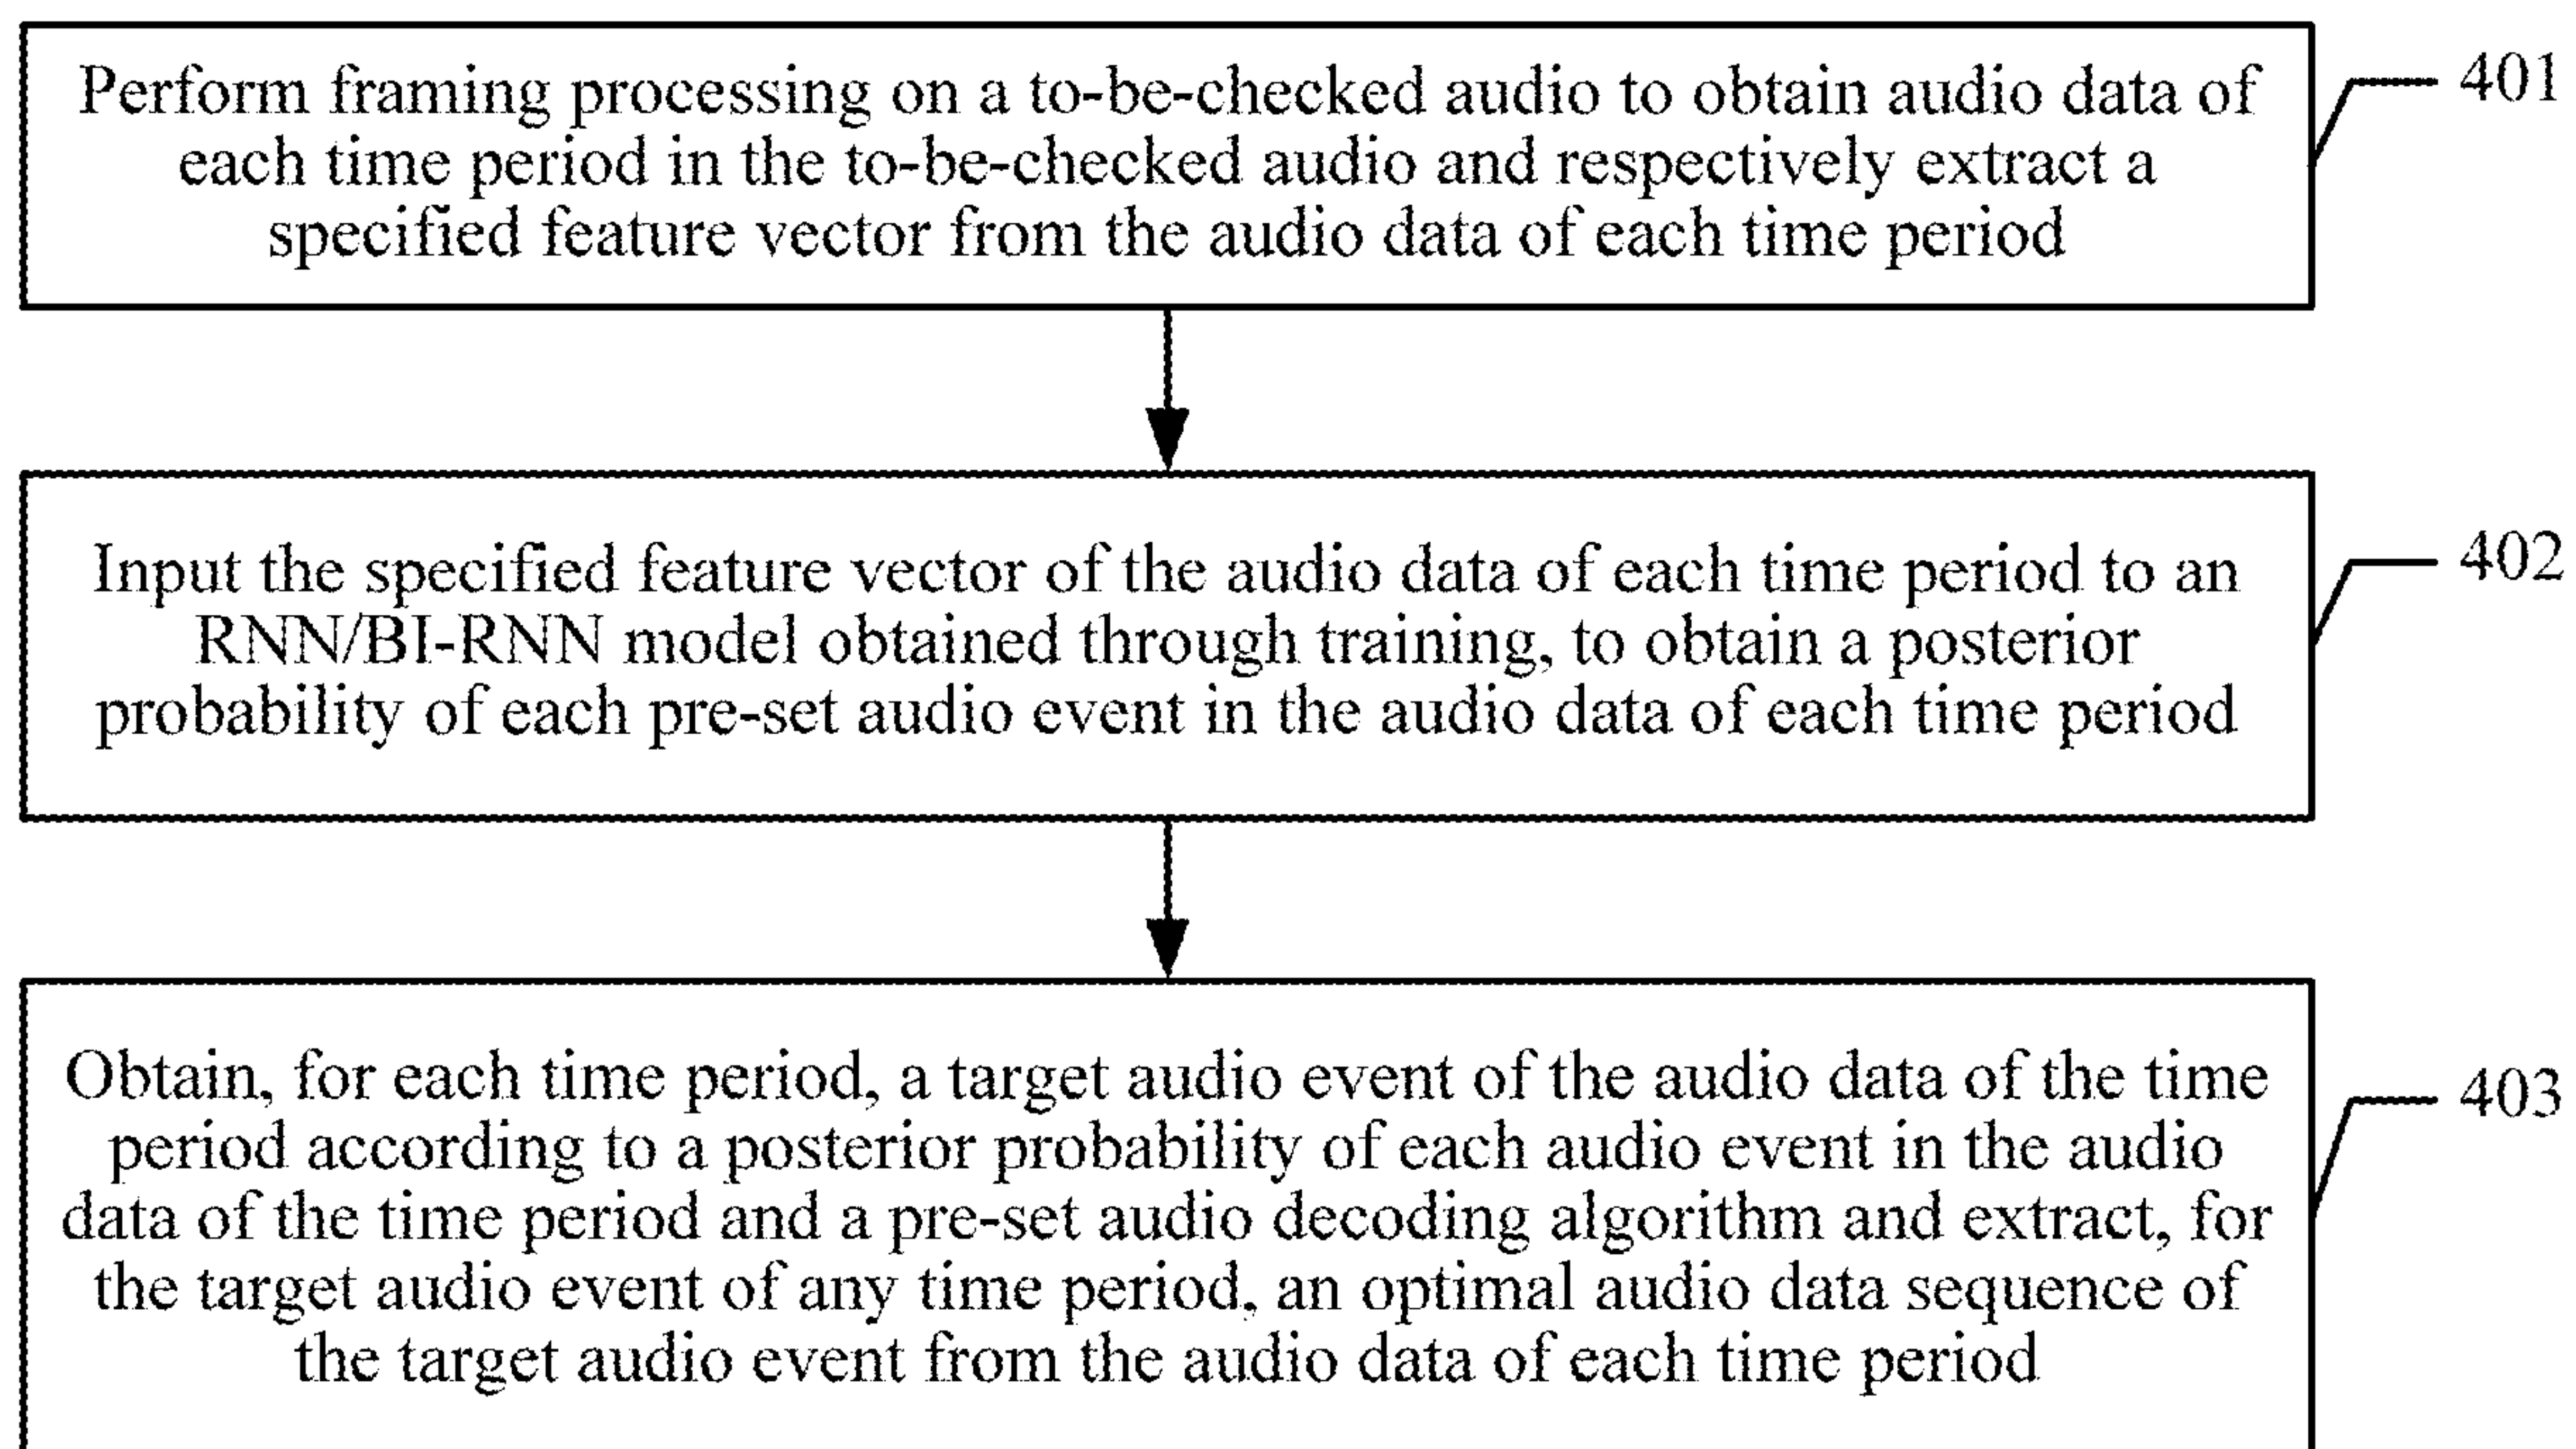 Perform framing processing on a to-be-checked audio to obtain audio data of
each time period in the to-be-checked audio and respectively extract a
specified feature vector from the audio data of each time period
401
Input the specified feature vector of the audio data of each time period to an
RNN/BI-RNN model obtained through training, to obtain a posterior
probability of each pre-set audio event in the audio data of each time period
402
Obtain, for each time period, a target audio event of the audio data of the time
period according to a posterior probability of each audio event in the audio
data of the time period and a pre-set audio decoding algorithm and extract, for
the target audio event of any time period, an optimal audio data sequence of
the target audio event from the audio data of each time period
403